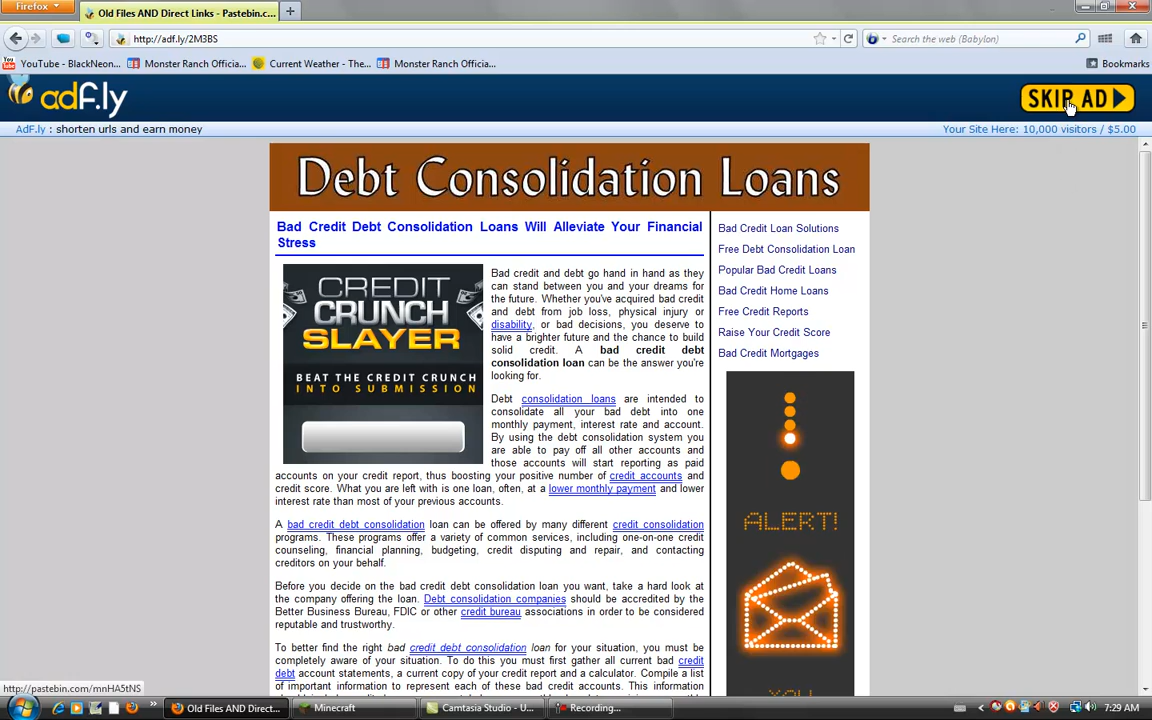 Firefox
Old Files AND Direct Links - Pastebin.c...
http://adf.ly/2M3BS
Search the web (Babylon)
YouTube - BlackNeon...
Monster Ranch Officia...
Current Weather - The...
Monster Ranch Officia...
Bookmarks
adf.ly
SKIP AD
AdF.ly : shorten urls and earn money
Your Site Here: 10,000 visitors / $5.00
Debt Consolidation Loans
Bad Credit Debt Consolidation Loans Will Alleviate Your Financial
Stress
CREDIT
CRUNCH
SLAYER
BEAT THE CREDIT CRUNCH
INTO SUBMISSION
Bad credit and debt go hand in hand as they
can stand between you and your dreams for
the future. Whether you've acquired bad credit
and debt from job loss, physical injury or
disability, or bad decisions, you deserve to
have a brighter future and the chance to build
solid credit. A bad credit debt
consolidation loan can be the answer you're
looking for.
Debt consolidation loans are intended to
consolidate all your bad debt into one
monthly payment, interest rate and account.
By using the debt consolidation system you
are able to pay off all other accounts and
those accounts will start reporting as paid
accounts on your credit report, thus boosting your positive number of credit accounts and
credit score. What you are left with is one loan, often, at a lower monthly payment and lower
interest rate than most of your previous accounts.
A bad credit debt consolidation loan can be offered by many different credit consolidation
programs. These programs offer a variety of common services, including one-on-one credit
counseling, financial planning, budgeting, credit disputing and repair, and contacting
creditors on your behalf.
Before you decide on the bad credit debt consolidation loan you want, take a hard look at
the company offering the loan. Debt consolidation companies should be accredited by the
Better Business Bureau, FDIC or other credit bureau associations in order to be considered
reputable and trustworthy.
To better find the right bad credit debt consolidation loan for your situation, you must be
completely aware of your situation. To do this you must first gather all current bad credit
debt account statements, a current copy of your credit report and a calculator. Compile a list
of important information to represent each of these bad credit accounts. This information
Bad Credit Loan Solutions
Free Debt Consolidation Loan
Popular Bad Credit Loans
Bad Credit Home Loans
Free Credit Reports
Raise Your Credit Score
Bad Credit Mortgages
ALERT!
YOU
http://pastebin.com/mnHA5tNS
Old Files AND Direct...
Minecraft
Camtasia Studio - U...
Recording...
7:29 AM